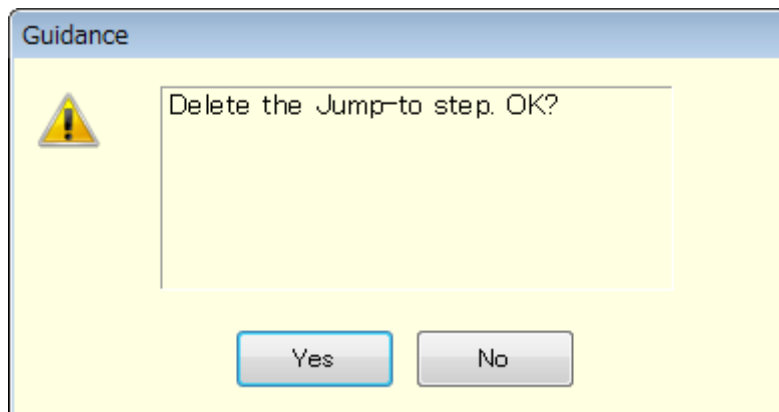 Guidance
Delete the Jump-to step. OK?
Yes
No